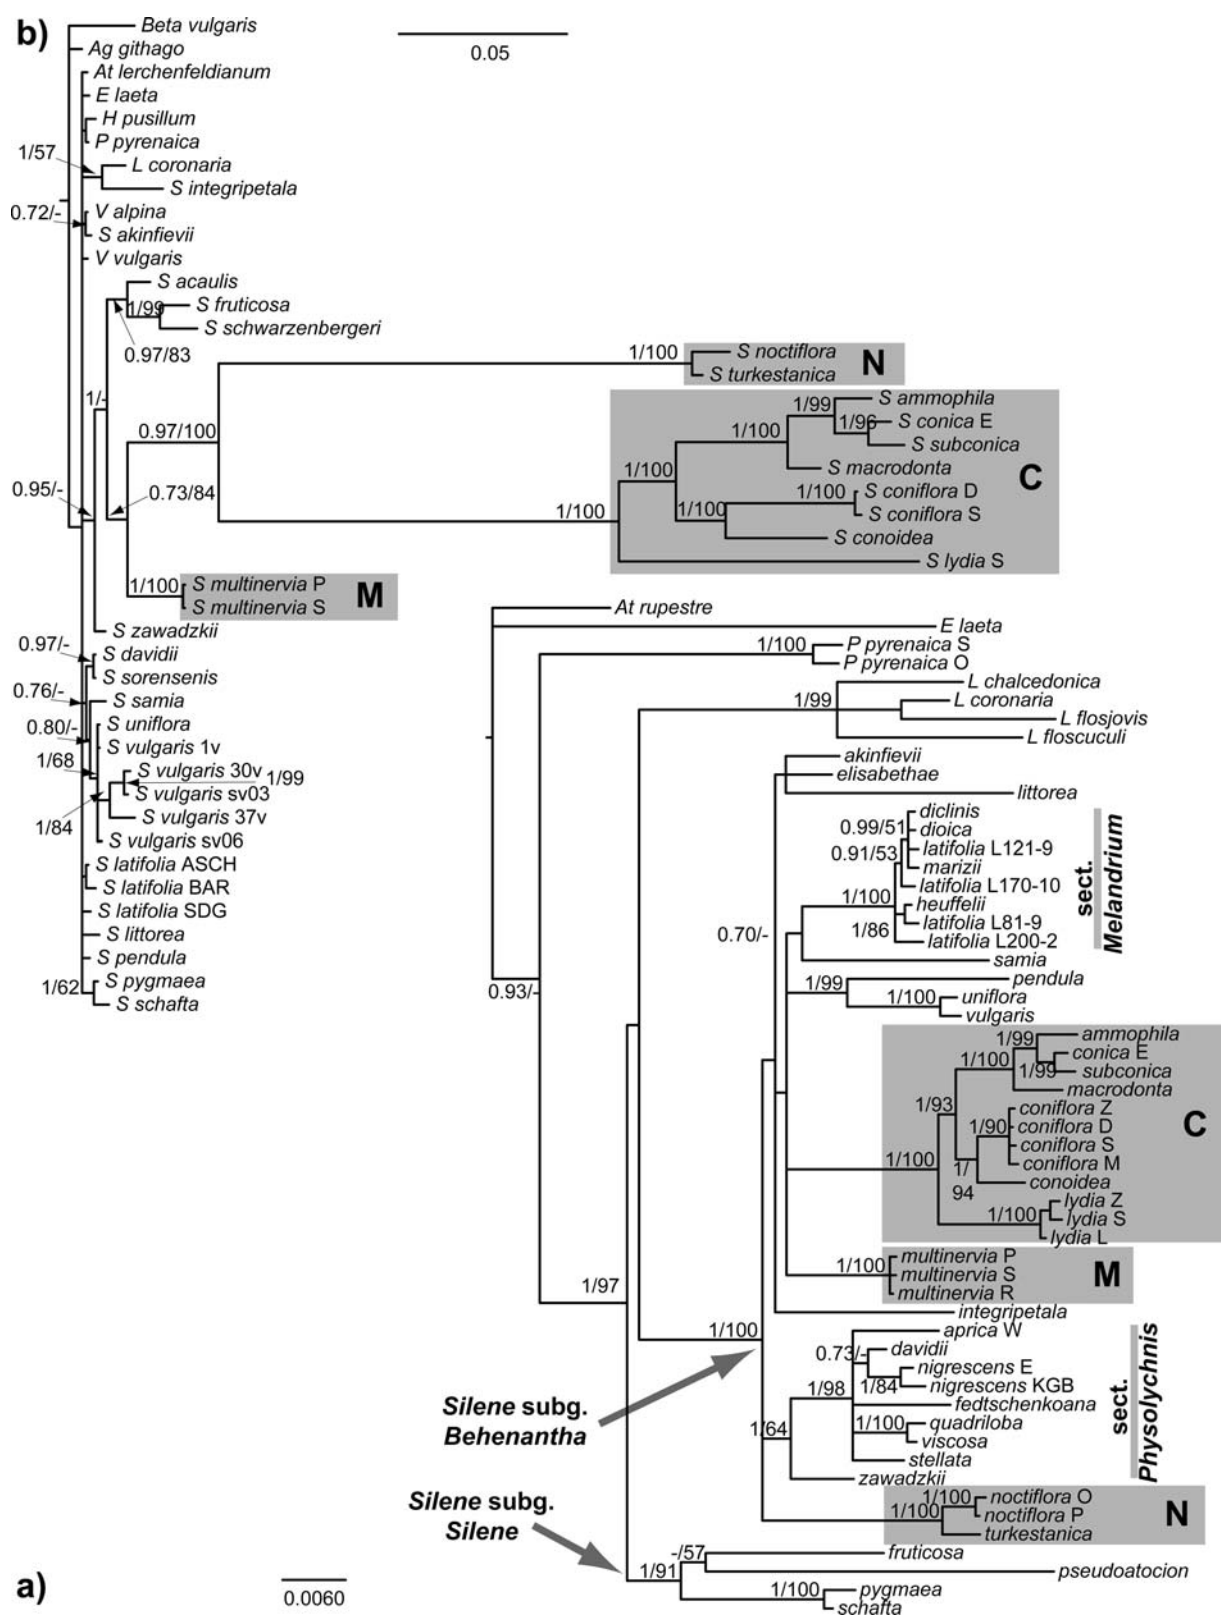 b)
0.05
Beta vulgaris
Ag githago
At lerchenfeldianum
E laeta
H pusillum
P pyrenaica
1/57
L coronaria
S integripetala
0.72/-
V alpina
S akinfievii
V vulgaris
S acaulis
1/99
S fruticosa
S schwarzenbergeri
0.97/83
1/100
S noctiflora
S turkestanica
N
1/-
0.97/100
1/99
S ammophila
1/96
S conica E
1/100
S subconica
S macrodonta
C
1/100
0.95/-
0.73/84
1/100
S coniflora D
S coniflora S
1/100
1/100
S conoidea
S lydia S
1/100
S multinervia P
S multinervia S
M
S zawadzkii
0.97/-
S davidii
S sorensenis
0.76/-
S samia
0.80/-
S uniflora
S vulgaris 1v
1/68
S vulgaris 30v
1/99
S vulgaris sv03
1/84
S vulgaris 37v
S vulgaris sv06
S latifolia ASCH
S latifolia BAR
S latifolia SDG
S littorea
S pendula
1/62
S pygmaea
S schafta
At rupestre
E laeta
1/100
P pyrenaica S
P pyrenaica O
1/99
L chalcedonica
L coronaria
L flosjovis
L floscuculi
akinfievii
elisabethae
littorea
0.99/51
diclinis
dioica
0.91/53
latifolia L121-9
marizii
1/100
latifolia L170-10
heuffelii
1/86
latifolia L81-9
latifolia L200-2
sect.
Melandrium
0.70/-
samia
0.93/-
1/99
pendula
1/100
uniflora
vulgaris
1/99
ammophila
1/100
conica E
1/99
subconica
macrodonta
1/93
coniflora Z
1/90
coniflora D
C
coniflora S
1/100
1/
94
coniflora M
conoidea
1/100
lydia Z
lydia S
lydia L
1/100
multinervia P
multinervia S
multinervia R
M
1/97
integripetala
1/100
aprica W
0.73/-
davidii
nigrescens E
1/98
1/84
nigrescens KGB
fedtschenkoana
1/64
1/100
quadriloba
viscosa
stellata
zawadzkii
sect.
Physolychnis
Silene subg.
Behenantha
1/100
1/100
noctiflora O
noctiflora P
turkestanica
N
Silene subg.
Silene
-/57
fruticosa
1/91
pseudoatocion
1/100
pygmaea
schafta
a)
0.0060